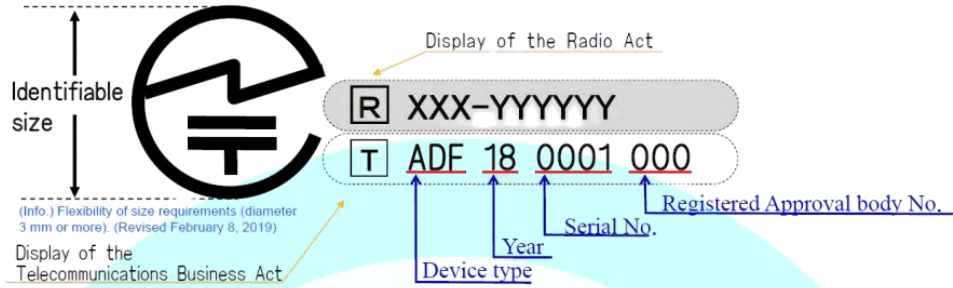 Display of the Radio Act
Identifiable
size
R XXX-YYYYYY
T ADF 18 0001 000
(Info.) Flexibility of size requirements (diameter
3 mm or more). (Revised February 8, 2019)
Registered Approval body No.
Serial No.
Year
Device type
Display of the
Telecommunications Business Act